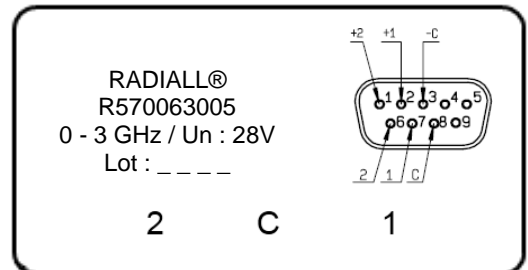 RADIALL®
R570063005
0 - 3 GHz / Un : 28V
Lot : _ _ _ _
+2 +1 -C
1 2 3 4 5
6 7 8 9
2 1 C
2 C 1